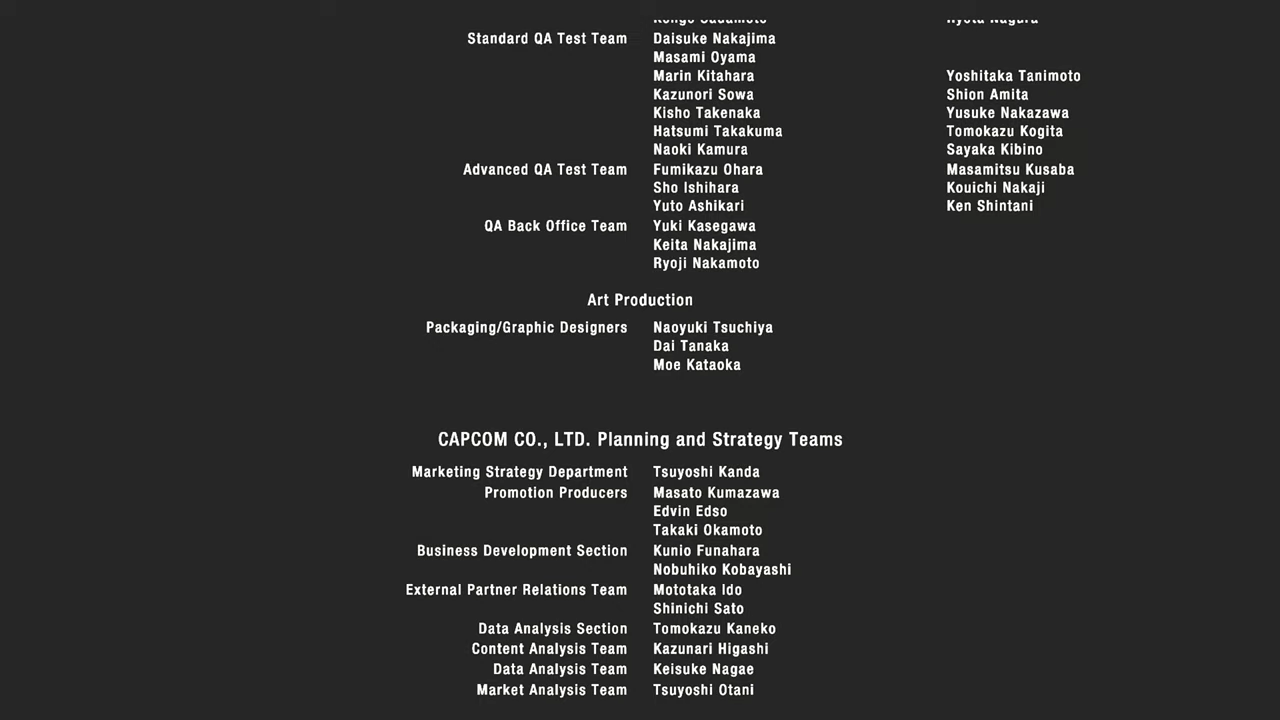 Standard QA Test Team Daisuke Nakajima
Masami Oyama
Marin Kitahara Yoshitaka Tanimoto
Kazunori Sowa Shion Amita
Kisho Takenaka Yusuke Nakazawa
Hatsumi Takakuma Tomokazu Kogita
Naoki Kamura Sayaka Kibino
Advanced QA Test Team Fumikazu Ohara Masamitsu Kusaba
Sho Ishihara Kouichi Nakaji
Yuto Ashikari Ken Shintani
QA Back Office Team Yuki Kasegawa
Keita Nakajima
Ryoji Nakamoto
Art Production
Packaging/Graphic Designers Naoyuki Tsuchiya
Dai Tanaka
Moe Kataoka
CAPCOM CO., LTD. Planning and Strategy Teams
Marketing Strategy Department Tsuyoshi Kanda
Promotion Producers Masato Kumazawa
Edvin Edso
Takaki Okamoto
Business Development Section Kunio Funahara
Nobuhiko Kobayashi
External Partner Relations Team Mototaka Ido
Shinichi Sato
Data Analysis Section Tomokazu Kaneko
Content Analysis Team Kazunari Higashi
Data Analysis Team Keisuke Nagae
Market Analysis Team Tsuyoshi Otani